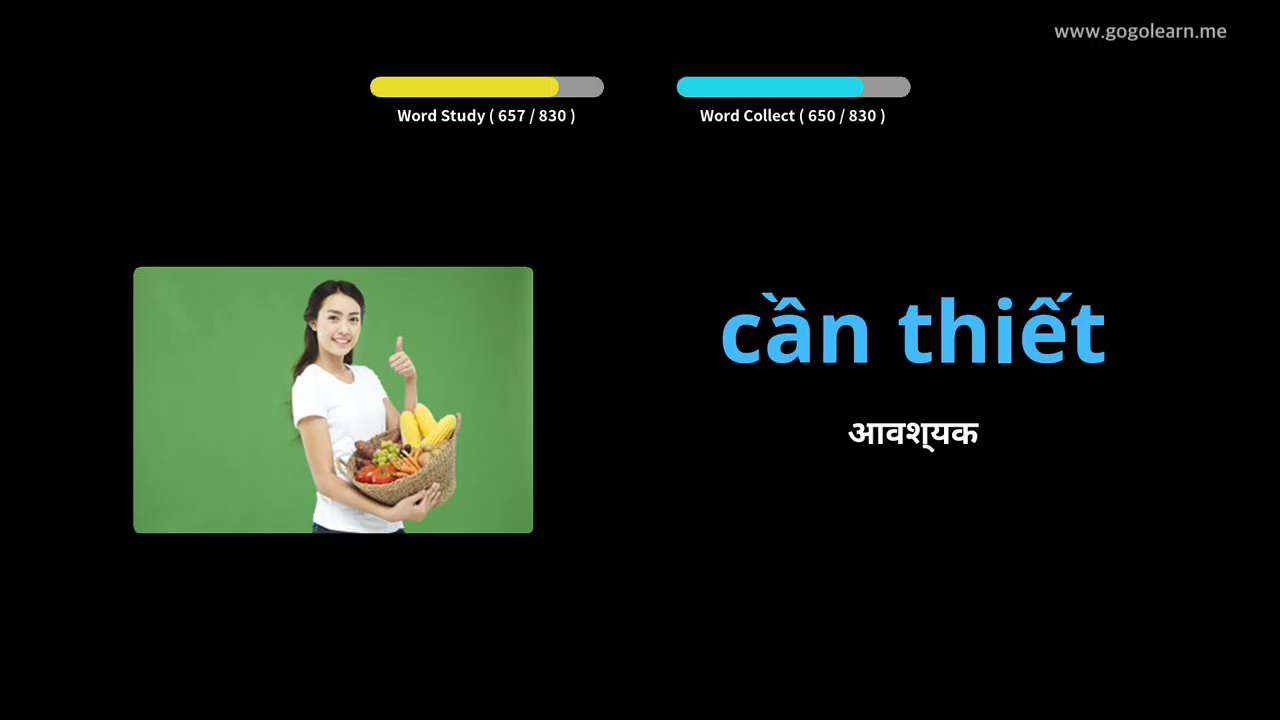 www.gogolearn.me
Word Study ( 657 / 830 )
Word Collect ( 650 / 830 )
cần thiết
आवश्यक